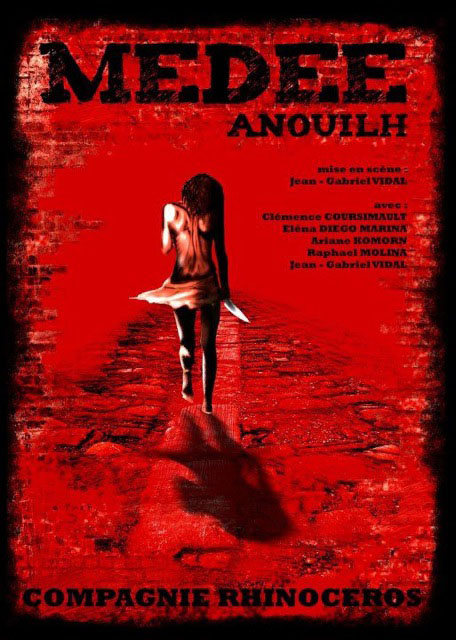 MEDEE
ANOUILH
mise en scène :
Jean - Gabriel VIDAL
avec :
Clémence COURSIMAULT
Eléna DIEGO MARINA
Ariane KOMORN
Raphael MOLINA
Jean - Gabriel VIDAL
COMPAGNIE RHINOCEROS